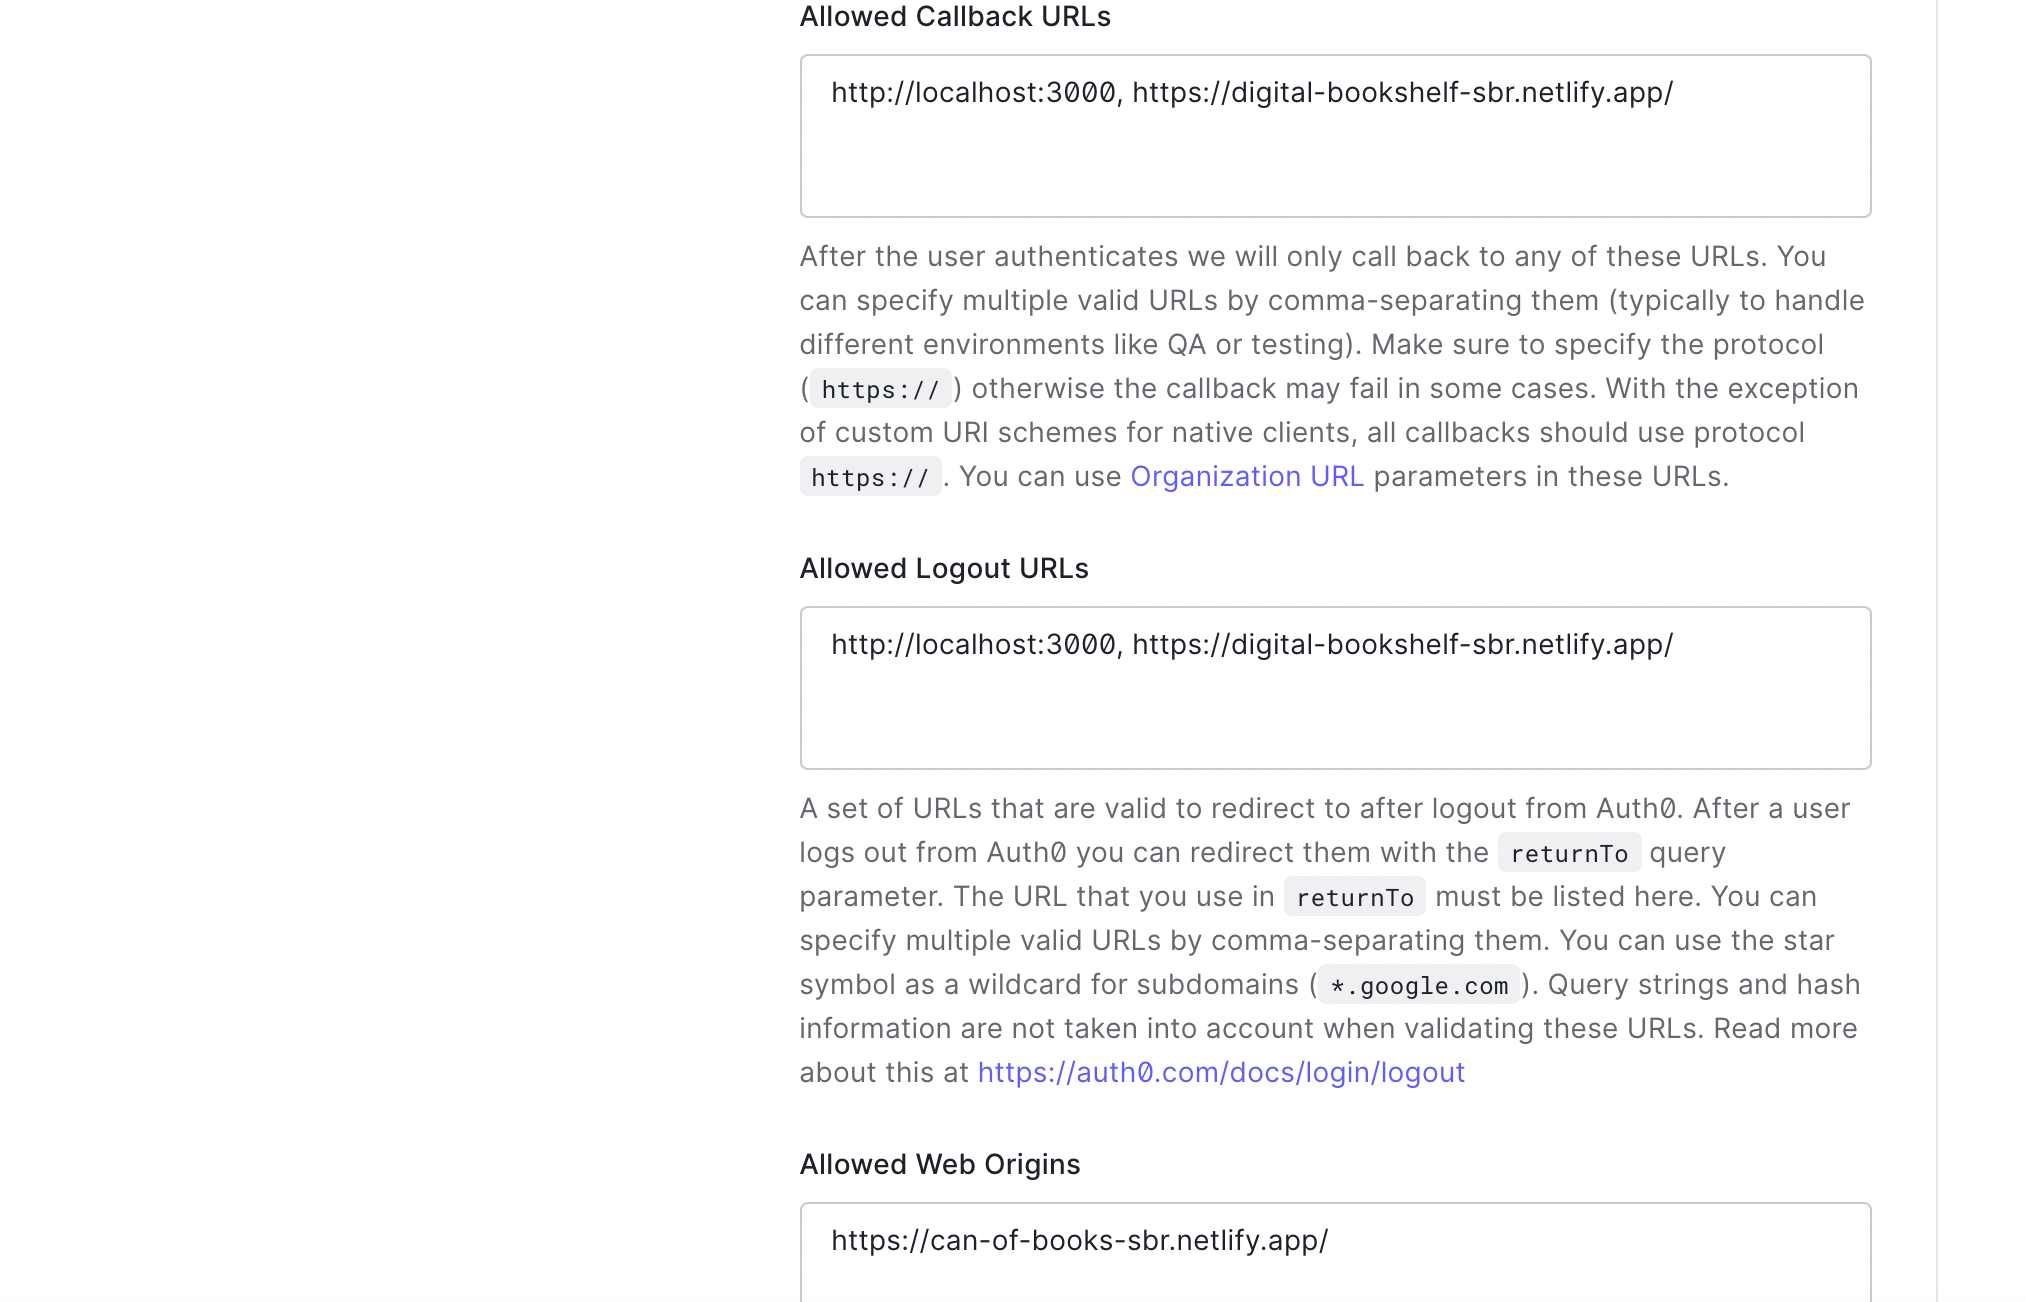 Allowed Callback URLs
http://localhost:3000, https://digital-bookshelf-sbr.netlify.app/
After the user authenticates we will only call back to any of these URLs. You
can specify multiple valid URLs by comma-separating them (typically to handle
different environments like QA or testing). Make sure to specify the protocol
( https:// ) otherwise the callback may fail in some cases. With the exception
of custom URI schemes for native clients, all callbacks should use protocol
https:// . You can use Organization URL parameters in these URLs.
Allowed Logout URLs
http://localhost:3000, https://digital-bookshelf-sbr.netlify.app/
A set of URLs that are valid to redirect to after logout from Auth0. After a user
logs out from Auth0 you can redirect them with the returnTo query
parameter. The URL that you use in returnTo must be listed here. You can
specify multiple valid URLs by comma-separating them. You can use the star
symbol as a wildcard for subdomains ( *.google.com ). Query strings and hash
information are not taken into account when validating these URLs. Read more
about this at https://auth0.com/docs/login/logout
Allowed Web Origins
https://can-of-books-sbr.netlify.app/